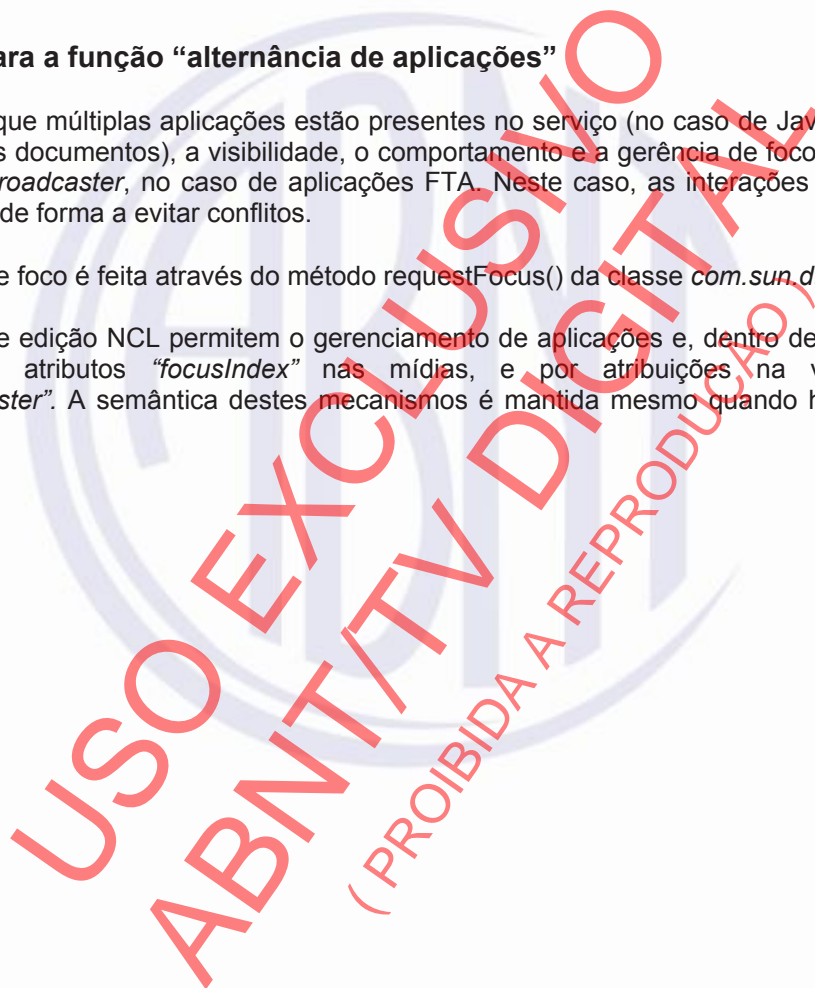 ara a função “alternância de aplicações”
que múltiplas aplicações estão presentes no serviço (no caso de Jav
s documentos), a visibilidade, o comportamento e a gerência de foco
roadcaster, no caso de aplicações FTA. Neste caso, as interações
de forma a evitar conflitos.
e foco é feita através do método requestFocus() da classe com.sun.d
e edição NCL permitem o gerenciamento de aplicações e, dentro de
atributos “focusIndex” nas mídias, e por atribuições na v
ster”. A semântica destes mecanismos é mantida mesmo quando h
USO EXCLUSIVO
ABNT/TV DIGITAL
( PROIBIDA A REPRODUÇÃO )
ABNT